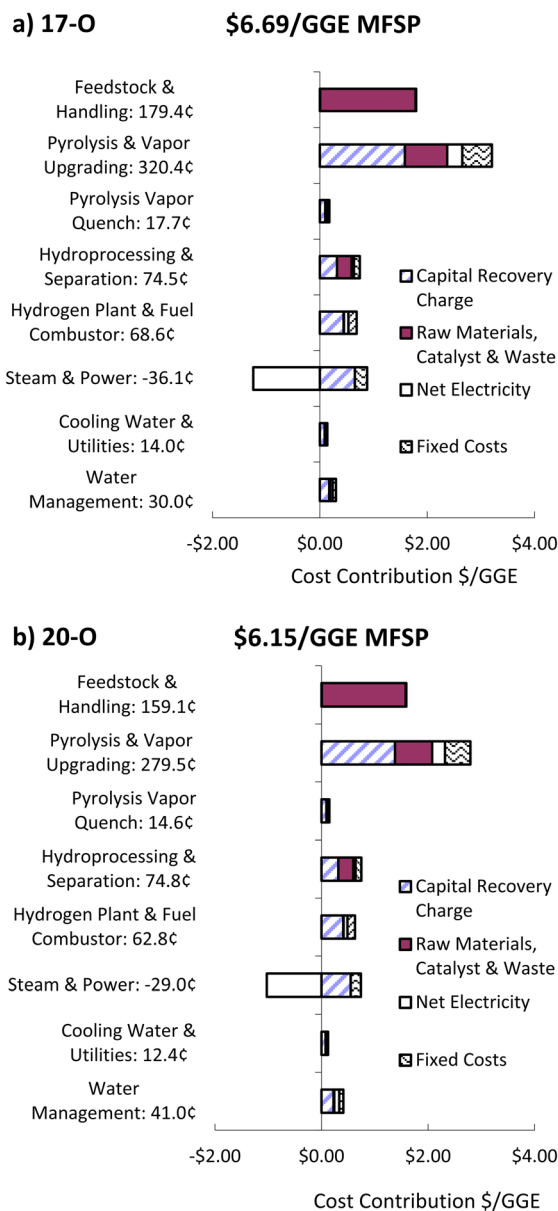 a) 17-O
$6.69/GGE MFSP
Feedstock &
Handling: 179.4¢
Pyrolysis & Vapor
Upgrading: 320.4¢
Pyrolysis Vapor
Quench: 17.7¢
Hydroprocessing &
Separation: 74.5¢
Hydrogen Plant & Fuel
Combustor: 68.6¢
Steam & Power: -36.1¢
Cooling Water &
Utilities: 14.0¢
Water
Management: 30.0¢
Capital Recovery
Charge
Raw Materials,
Catalyst & Waste
Net Electricity
Fixed Costs
-$2.00 $0.00 $2.00 $4.00
Cost Contribution $/GGE
b) 20-O
$6.15/GGE MFSP
Feedstock &
Handling: 159.1¢
Pyrolysis & Vapor
Upgrading: 279.5¢
Pyrolysis Vapor
Quench: 14.6¢
Hydroprocessing &
Separation: 74.8¢
Hydrogen Plant & Fuel
Combustor: 62.8¢
Steam & Power: -29.0¢
Cooling Water &
Utilities: 12.4¢
Water
Management: 41.0¢
Capital Recovery
Charge
Raw Materials,
Catalyst & Waste
Net Electricity
Fixed Costs
-$2.00 $0.00 $2.00 $4.00
Cost Contribution $/GGE